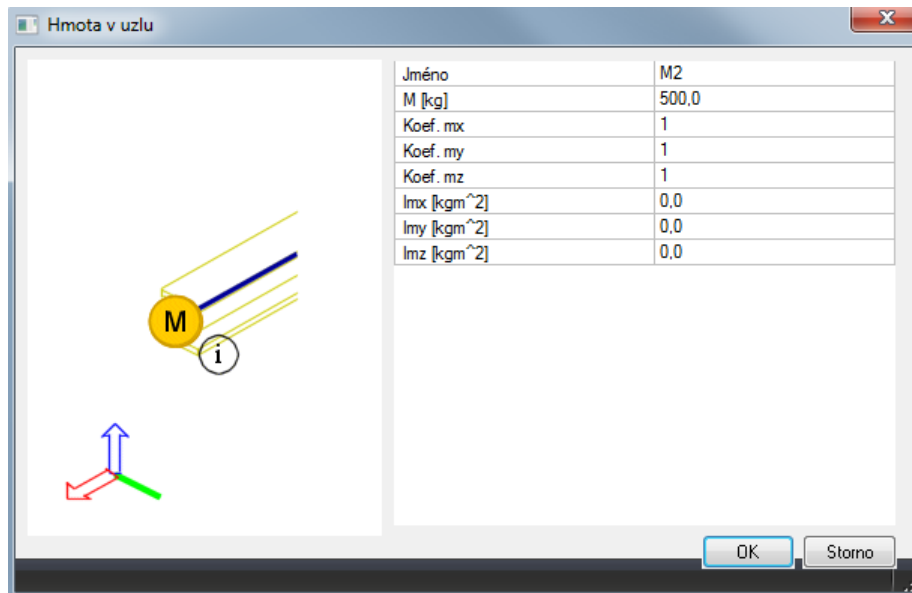 Hmota v uzlu
Jméno M2
M [kg] 500,0
Koef. mx 1
Koef. my 1
Koef. mz 1
Imx [kgm^2] 0,0
Imy [kgm^2] 0,0
Imz [kgm^2] 0,0
M
i
OK Storno